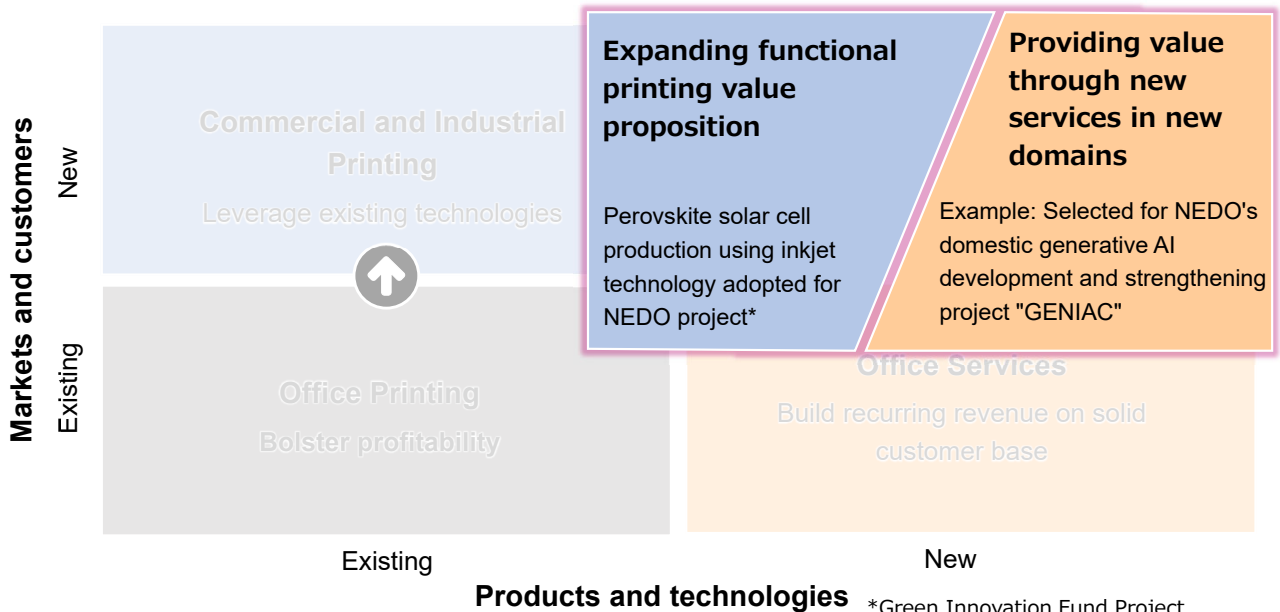 Expanding functional
printing value
proposition
Perovskite solar cell
production using inkjet
technology adopted for
NEDO project*
Providing value
through new
services in new
domains
Example: Selected for NEDO's
domestic generative AI
development and strengthening
project "GENIAC"
Commercial and Industrial
Printing
Leverage existing technologies
Office Printing
Bolster profitability
Office Services
Build recurring revenue on solid
customer base
Markets and customers
New
Existing
Existing
New
Products and technologies
*Green Innovation Fund Project